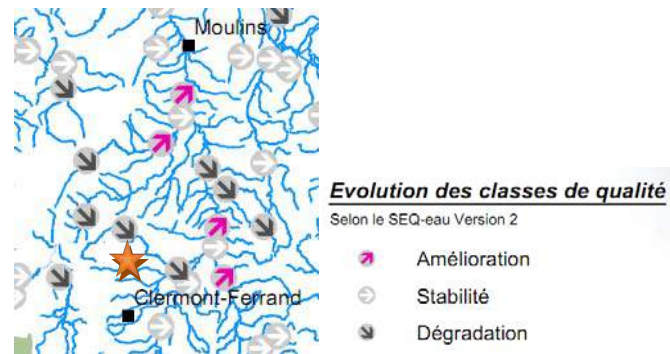 Moulins
Clermont-Ferrand
Evolution des classes de qualité
Selon le SEQ-eau Version 2
Amélioration
Stabilité
Dégradation